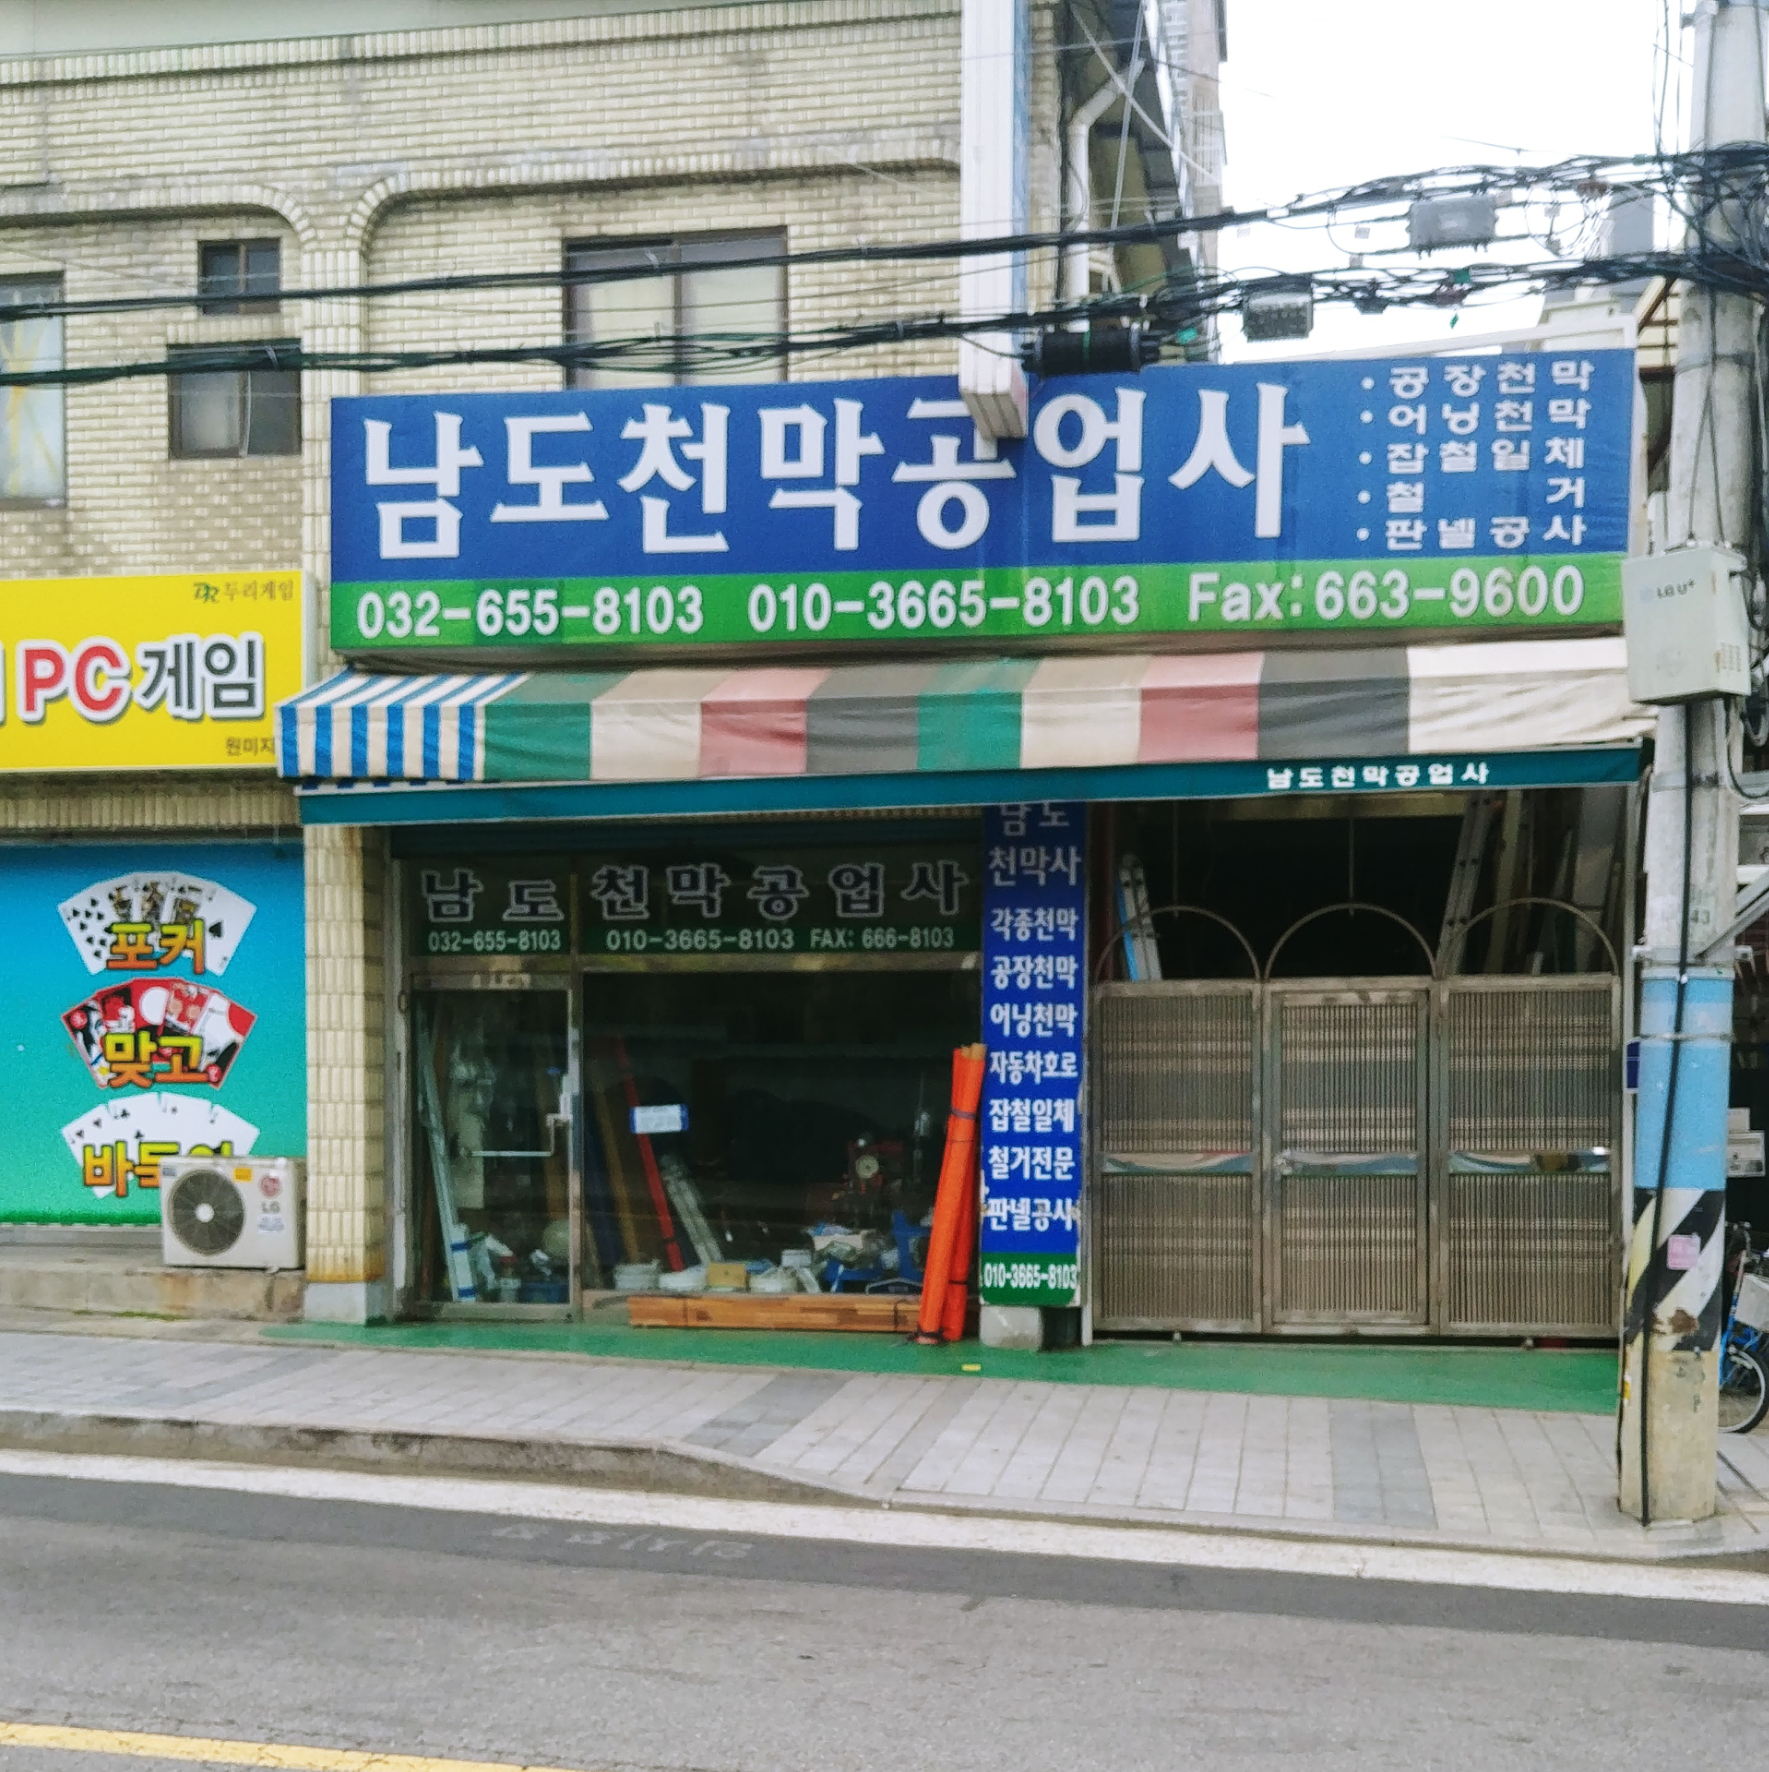 남도천막공업사
• 공장천막
• 어닝천막
• 잡철일체
• 철 거
• 판넬공사
032-655-8103 010-3665-8103 Fax: 663-9600
두리게임
PC게임
원미지
남도천막공업사
남도천막공업사
032-655-8103 010-3665-8103 FAX: 666-8103
남도
천막사
각종천막
공장천막
어닝천막
자동차호로
잡철일체
철거전문
판넬공사
010-3665-8103
포커
맞고
LG
LG U+
43